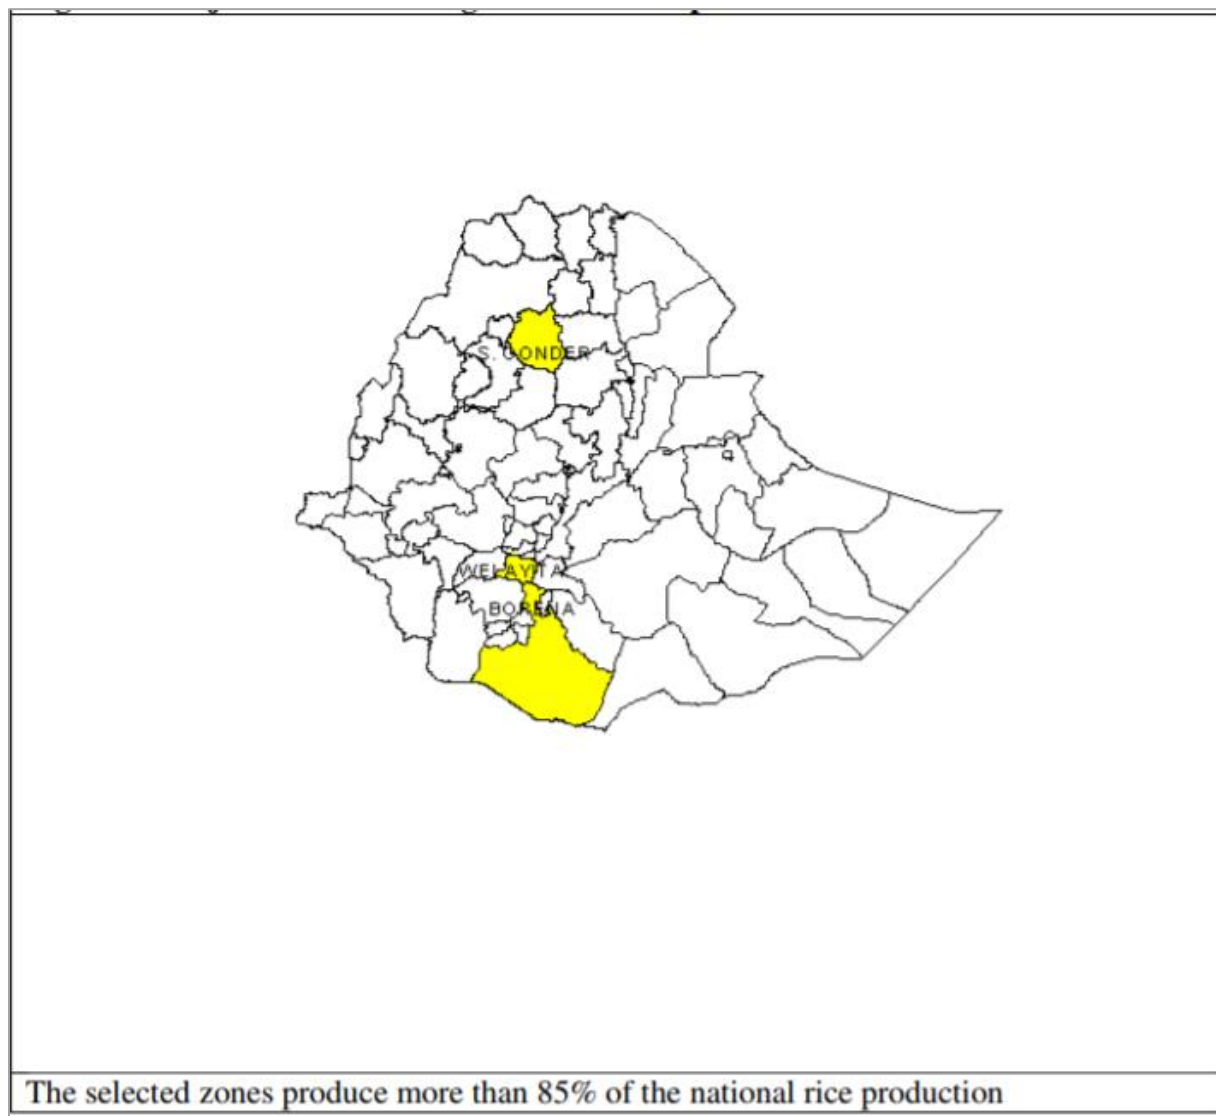 S. GONDER
WELAYITA
BORENA
The selected zones produce more than 85% of the national rice production